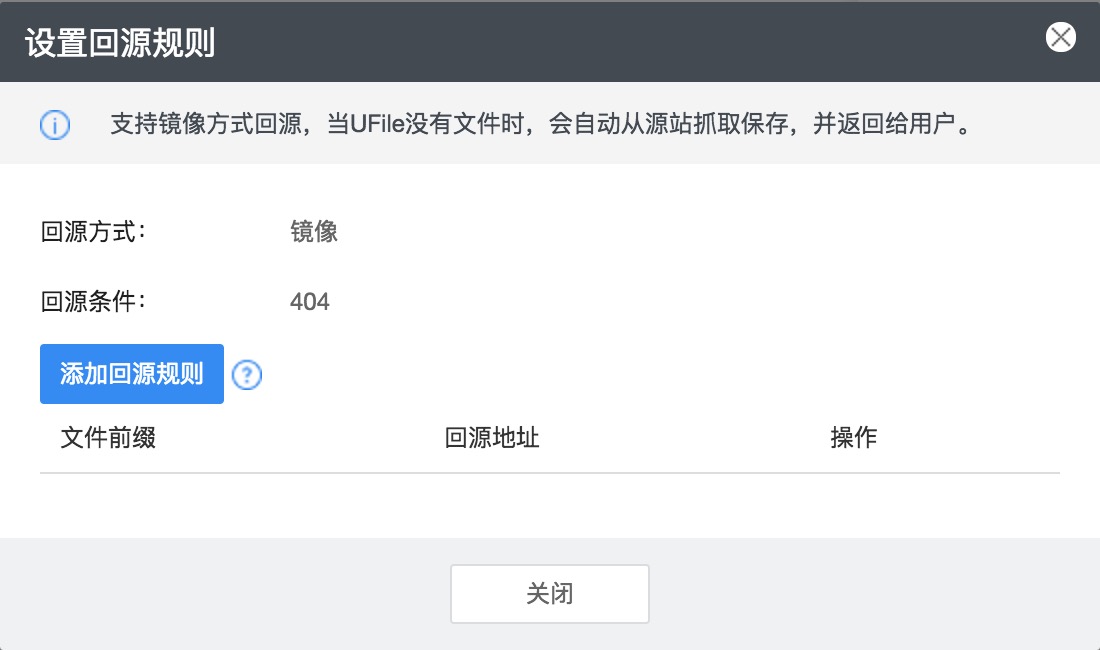 设置回源规则
支持镜像方式回源，当UFile没有文件时，会自动从源站抓取保存，并返回给用户。
回源方式： 镜像
回源条件： 404
添加回源规则
文件前缀 回源地址 操作
关闭